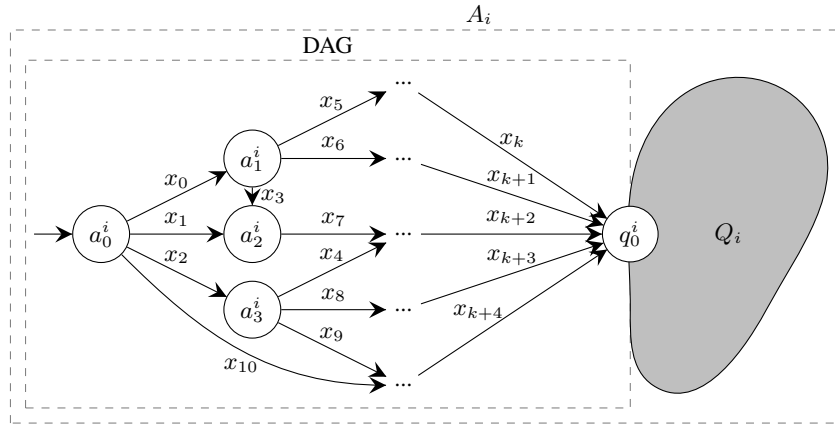 A_i
DAG
...
x_5
x_k
x_6
...
a_1^i
x_0
x_{k+1}
x_3
x_1
x_7
...
x_{k+2}
a_0^i
a_2^i
q_0^i
Q_i
x_2
x_4
x_{k+3}
a_3^i
x_8
...
x_9
x_{k+4}
x_{10}
...